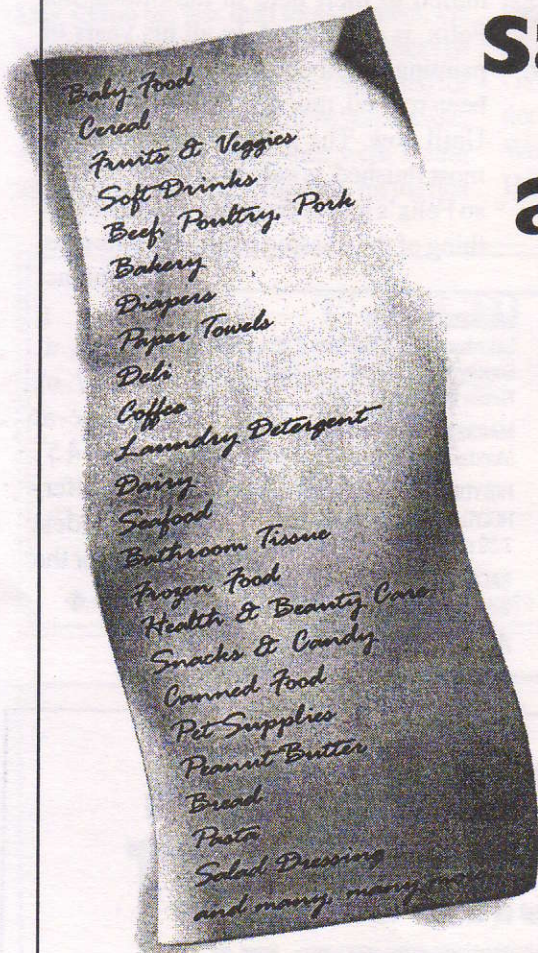 Baby Food
Cereal
Fruits & Veggies
Soft Drinks
Beef, Poultry, Pork
Bakery
Diapers
Paper Towels
Deli
Coffee
Laundry Detergent
Dairy
Seafood
Bathroom Tissue
Frozen Food
Health & Beauty Care
Snacks & Candy
Canned Food
Pet Supplies
Peanut Butter
Bread
Pasta
Salad Dressing
and many, many more